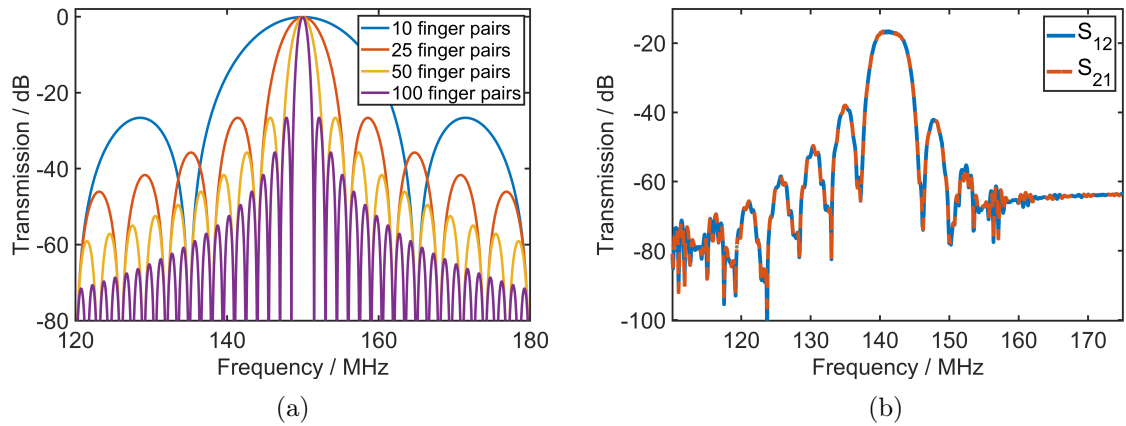 0
-20
-40
-60
-80
120
140
160
180
Transmission / dB
Frequency / MHz
10 finger pairs
25 finger pairs
50 finger pairs
100 finger pairs
(a)
-20
-40
-60
-80
-100
120
130
140
150
160
170
Transmission / dB
Frequency / MHz
S12
S21
(b)